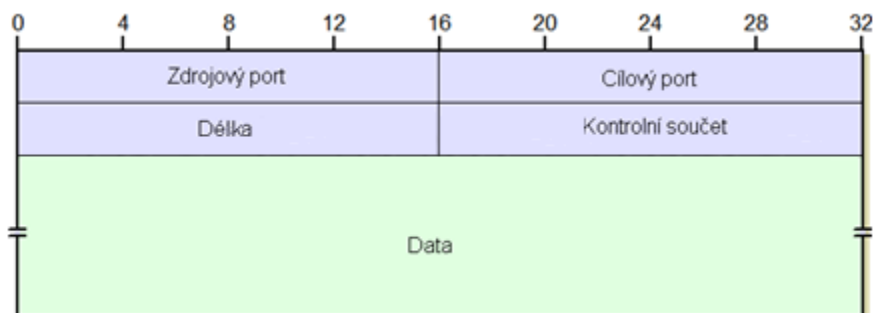 0 4 8 12 16 20 24 28 32
Zdrojový port Cílový port
Délka Kontrolní součet
Data